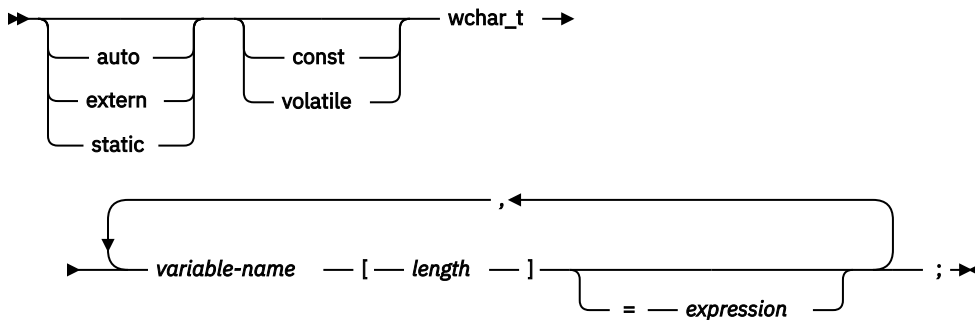 wchar_t
auto
const
extern
volatile
static
,
variable-name [ length ] ;
= expression